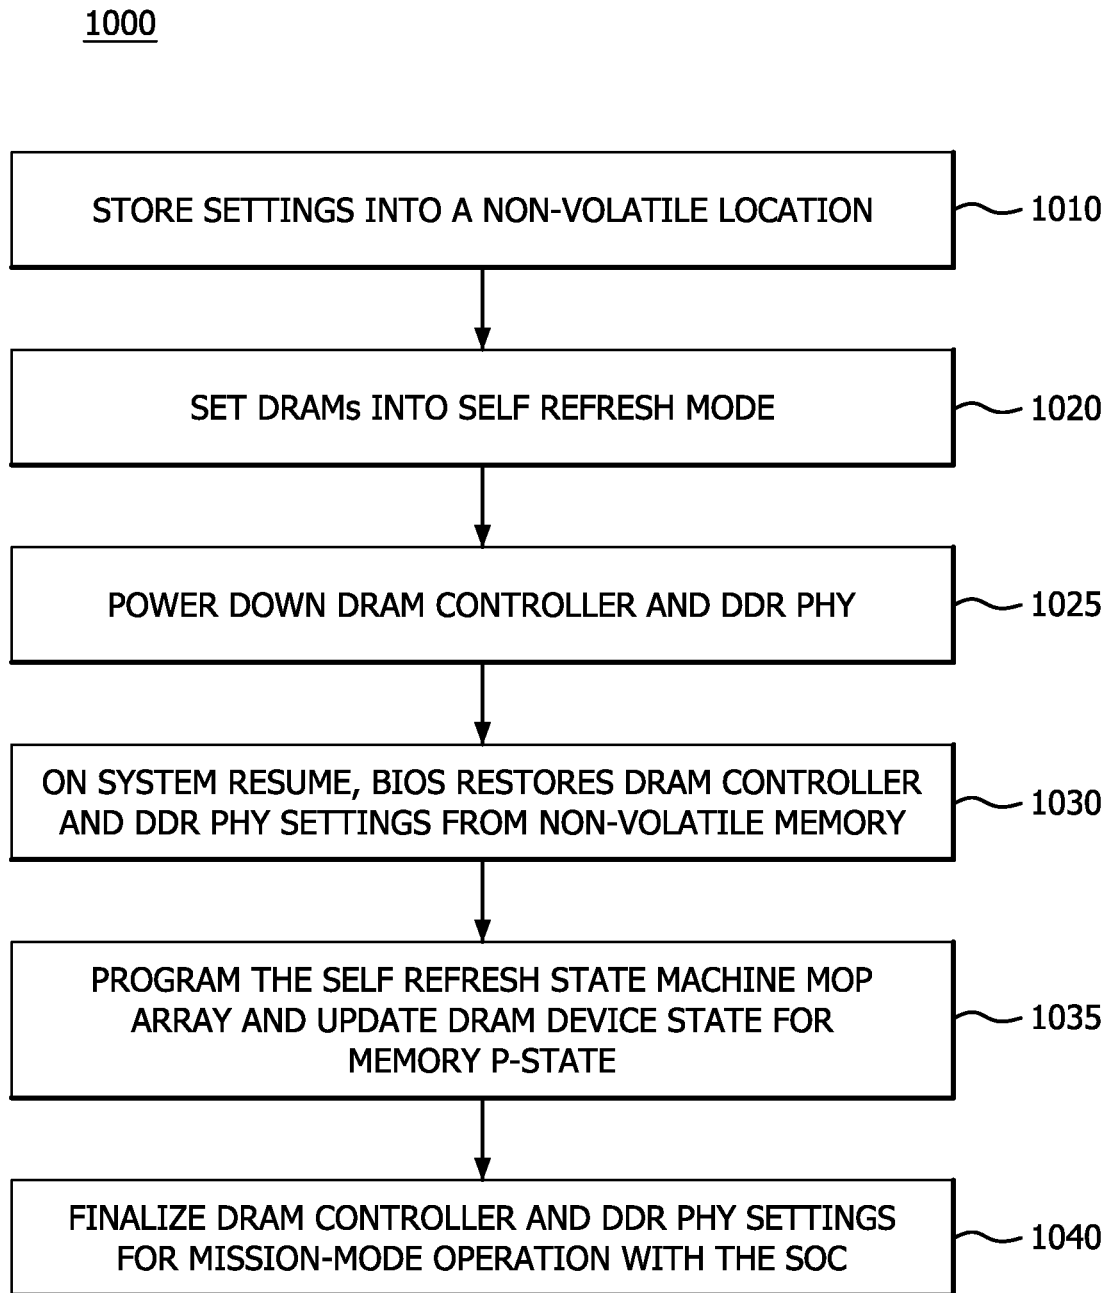 1000
STORE SETTINGS INTO A NON-VOLATILE LOCATION
1010
SET DRAMs INTO SELF REFRESH MODE
1020
POWER DOWN DRAM CONTROLLER AND DDR PHY
1025
ON SYSTEM RESUME, BIOS RESTORES DRAM CONTROLLER
AND DDR PHY SETTINGS FROM NON-VOLATILE MEMORY
1030
PROGRAM THE SELF REFRESH STATE MACHINE MOP
ARRAY AND UPDATE DRAM DEVICE STATE FOR
MEMORY P-STATE
1035
FINALIZE DRAM CONTROLLER AND DDR PHY SETTINGS
FOR MISSION-MODE OPERATION WITH THE SOC
1040